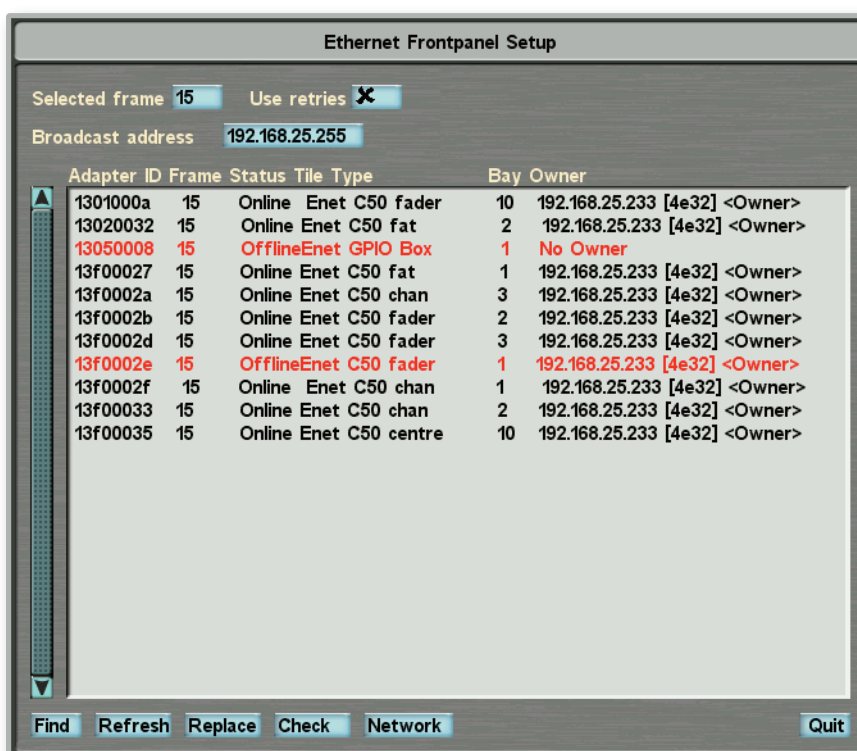 Ethernet Frontpanel Setup
Selected frame 15 Use retries ✖
Broadcast address 192.168.25.255
Adapter ID Frame Status Tile Type Bay Owner
1301000a 15 Online Enet C50 fader 10 192.168.25.233 [4e32] <Owner>
13020032 15 Online Enet C50 fat 2 192.168.25.233 [4e32] <Owner>
13050008 15 OfflineEnet GPIO Box 1 No Owner
13f00027 15 Online Enet C50 fat 1 192.168.25.233 [4e32] <Owner>
13f0002a 15 Online Enet C50 chan 3 192.168.25.233 [4e32] <Owner>
13f0002b 15 Online Enet C50 fader 2 192.168.25.233 [4e32] <Owner>
13f0002d 15 Online Enet C50 fader 3 192.168.25.233 [4e32] <Owner>
13f0002e 15 OfflineEnet C50 fader 1 192.168.25.233 [4e32] <Owner>
13f0002f 15 Online Enet C50 chan 1 192.168.25.233 [4e32] <Owner>
13f00033 15 Online Enet C50 chan 2 192.168.25.233 [4e32] <Owner>
13f00035 15 Online Enet C50 centre 10 192.168.25.233 [4e32] <Owner>
Find Refresh Replace Check Network Quit